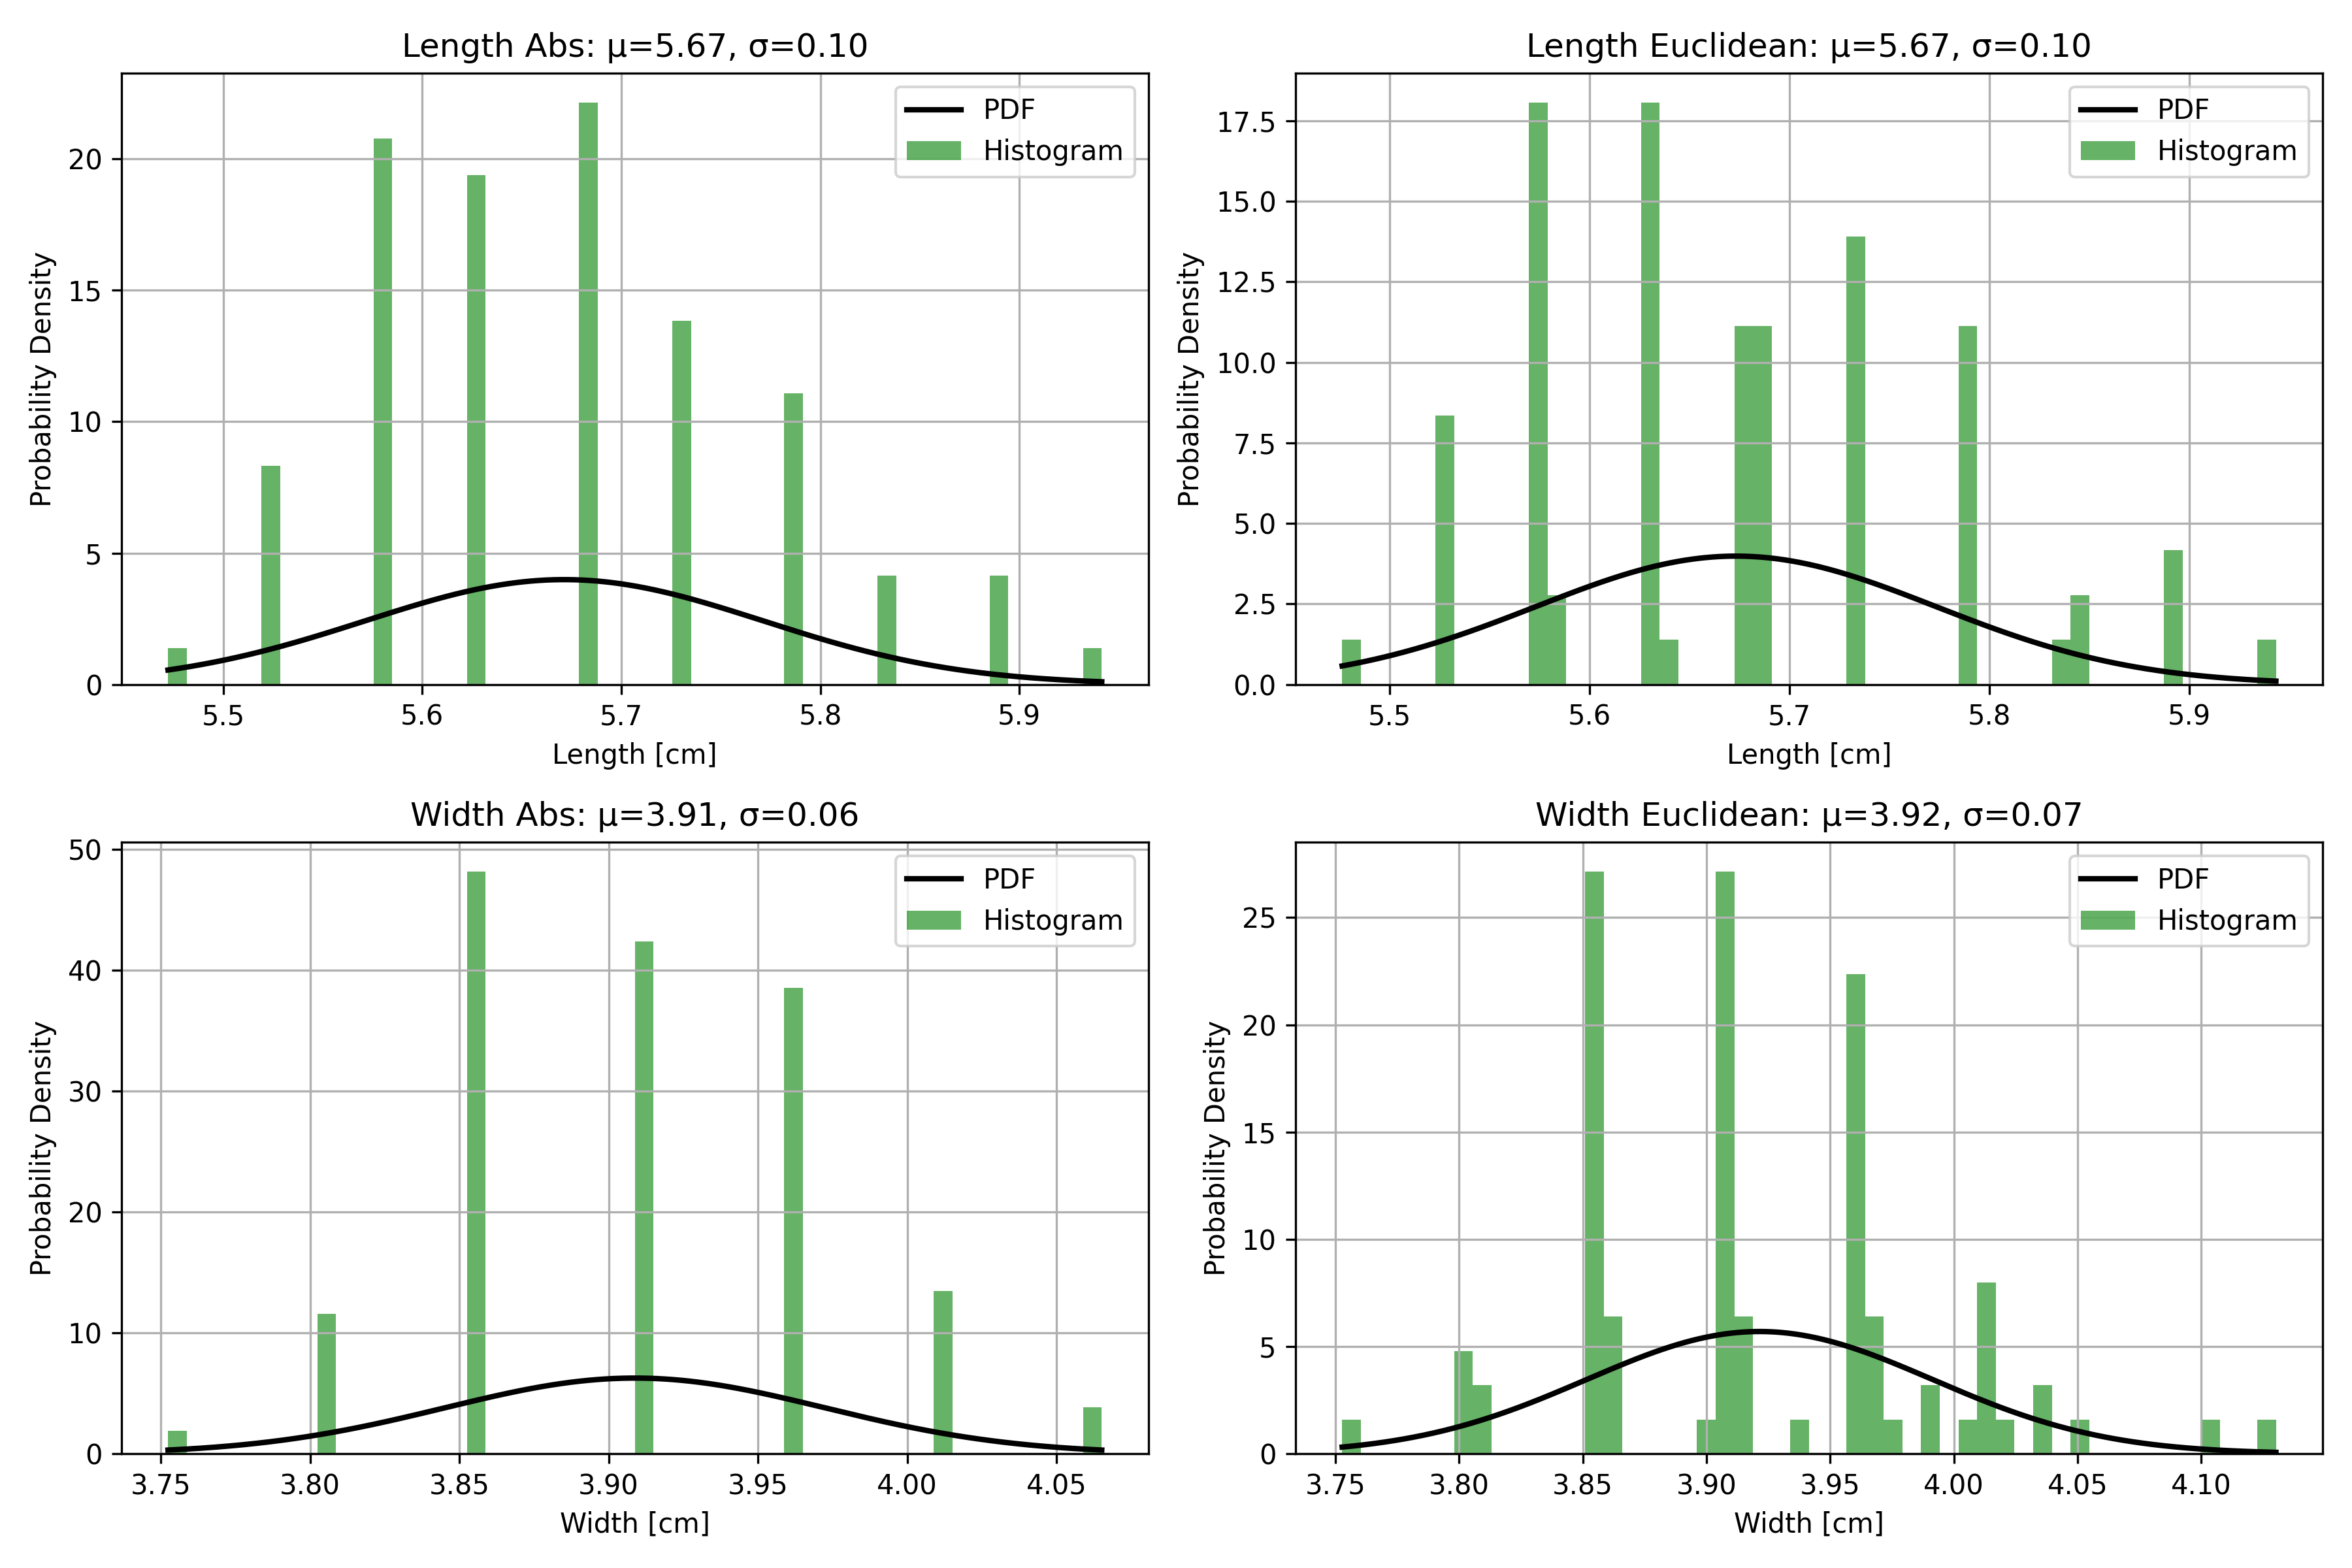 Length Abs: μ=5.67, σ=0.10
PDF
Histogram
Probability Density
20
15
10
5
0
5.5 5.6 5.7 5.8 5.9
Length [cm]
Length Euclidean: μ=5.67, σ=0.10
PDF
Histogram
Probability Density
17.5
15.0
12.5
10.0
7.5
5.0
2.5
0.0
5.5 5.6 5.7 5.8 5.9
Length [cm]
Width Abs: μ=3.91, σ=0.06
PDF
Histogram
Probability Density
50
40
30
20
10
0
3.75 3.80 3.85 3.90 3.95 4.00 4.05
Width [cm]
Width Euclidean: μ=3.92, σ=0.07
PDF
Histogram
Probability Density
25
20
15
10
5
0
3.75 3.80 3.85 3.90 3.95 4.00 4.05 4.10
Width [cm]